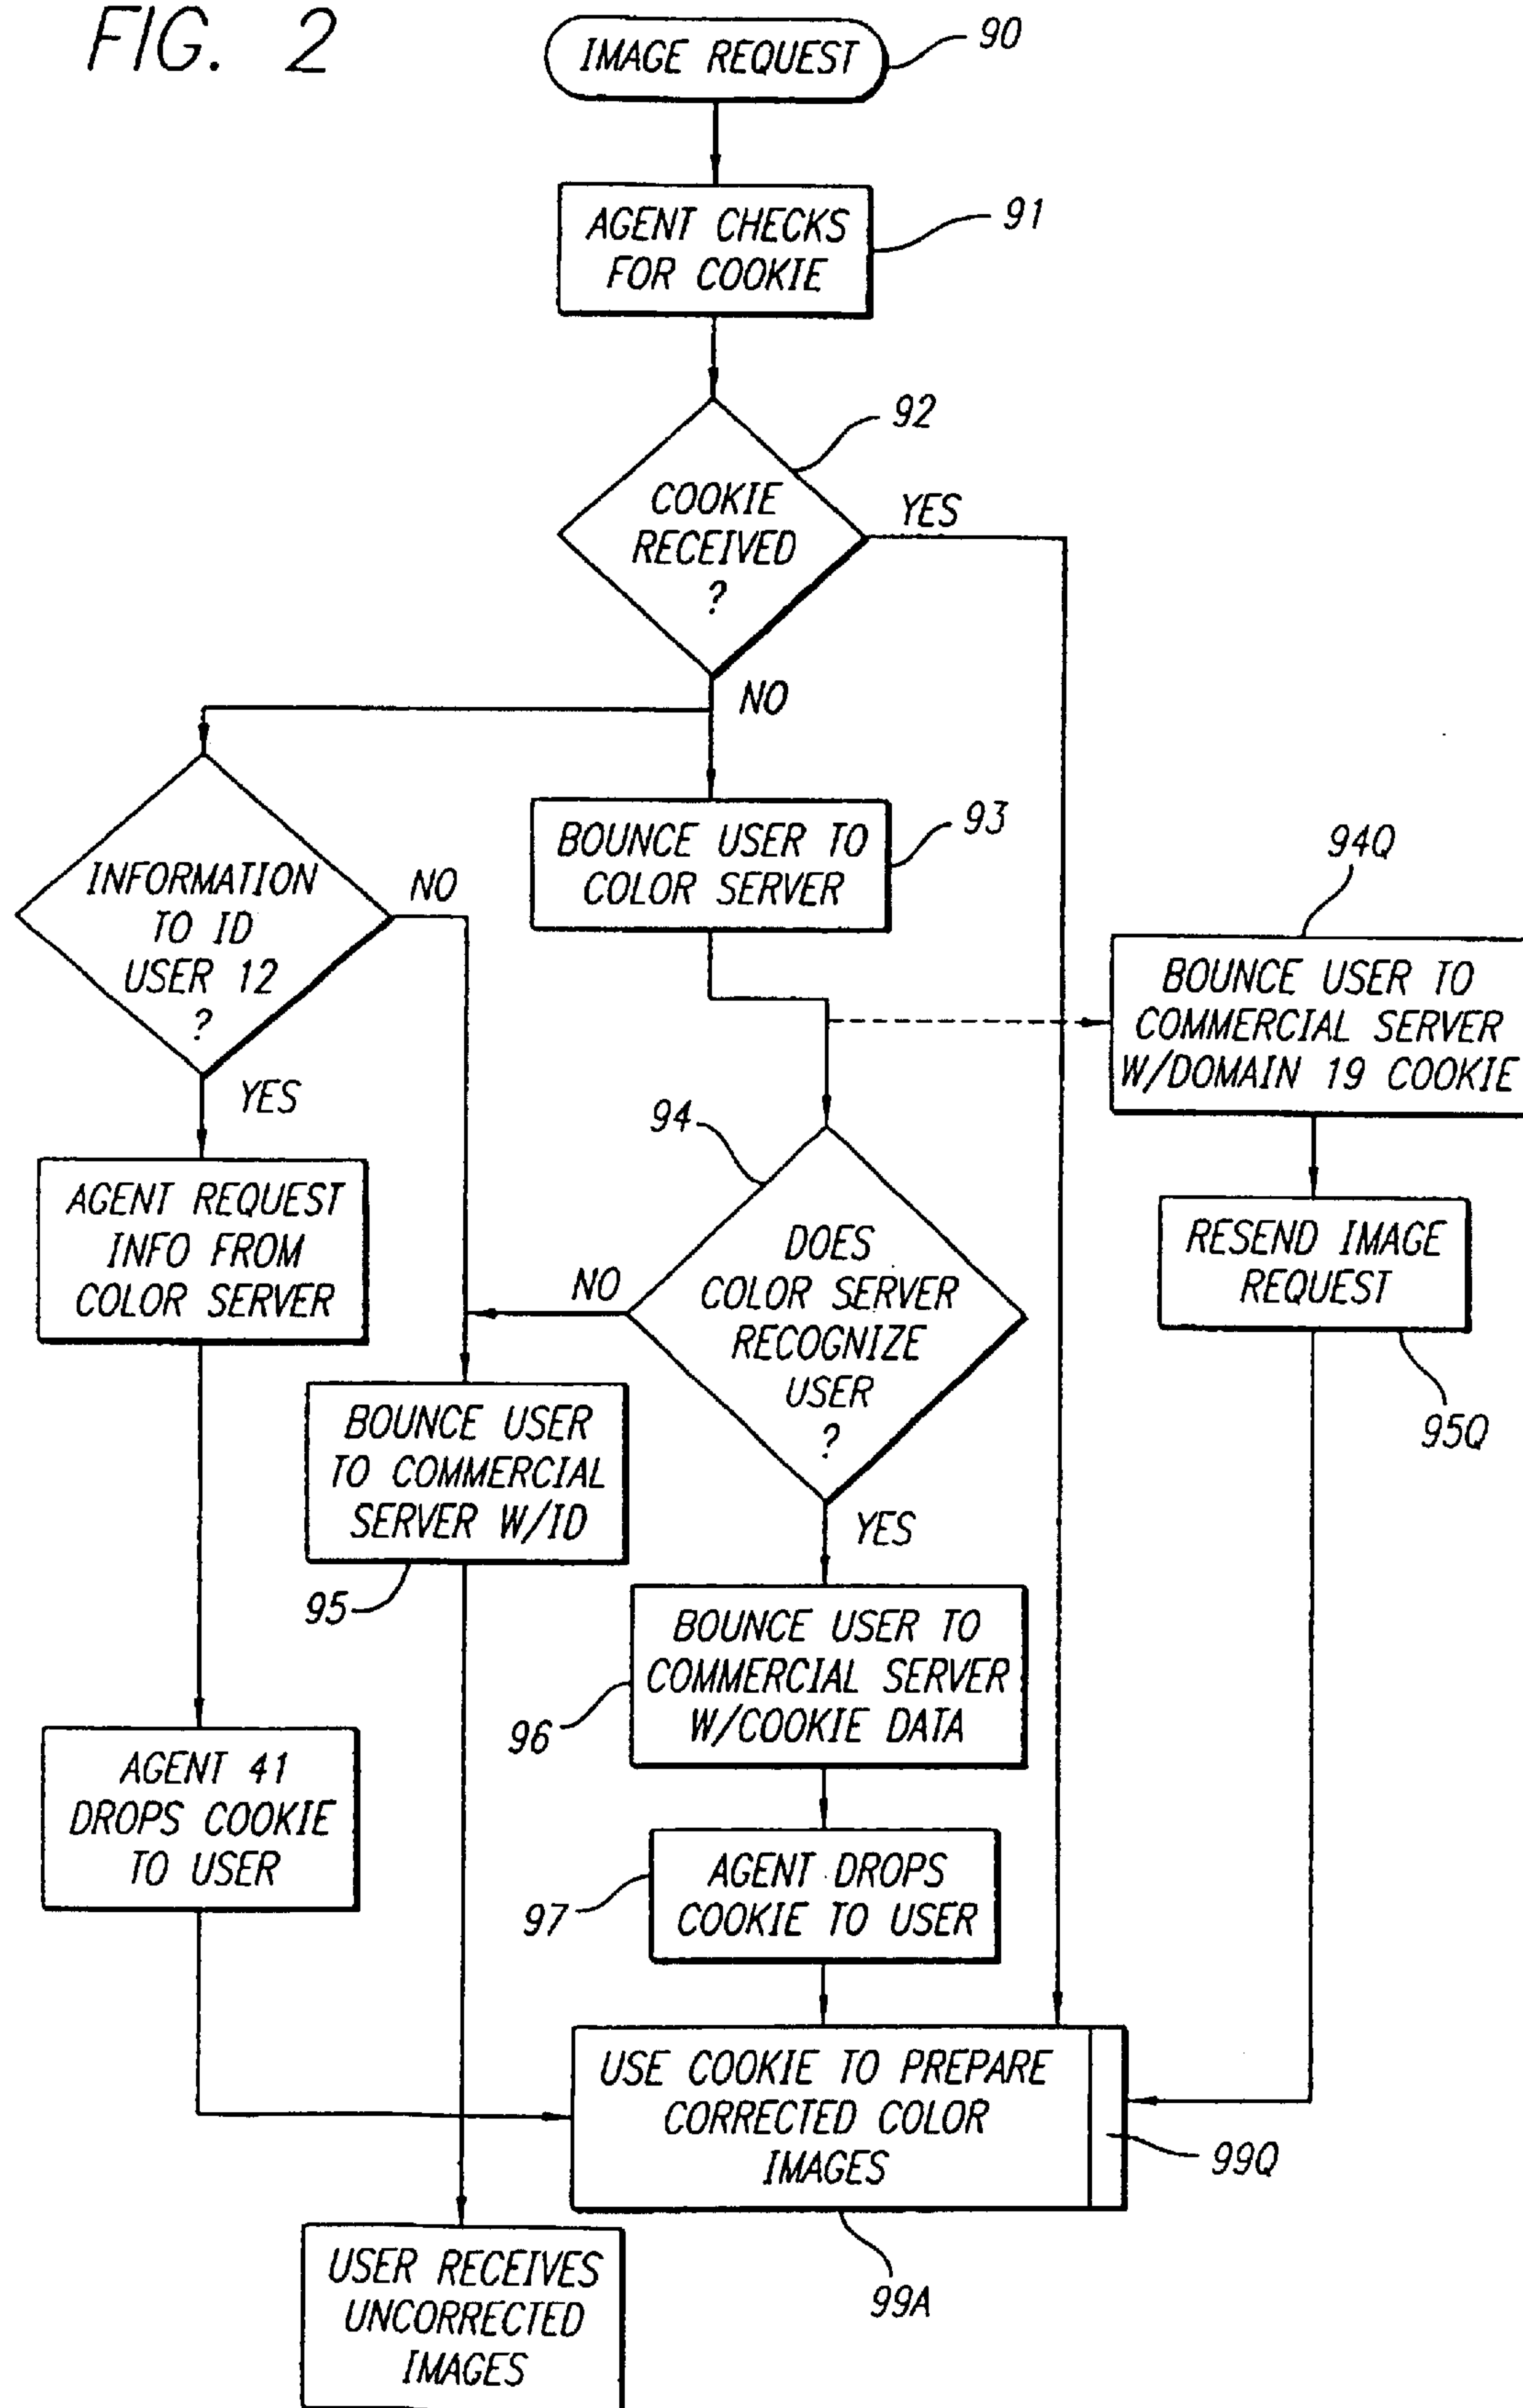 FIG. 2
IMAGE REQUEST
90
AGENT CHECKS
FOR COOKIE
91
92
COOKIE
RECEIVED
?
YES
NO
INFORMATION
TO ID
USER 12
?
NO
YES
BOUNCE USER TO
COLOR SERVER
93
94Q
BOUNCE USER TO
COMMERCIAL SERVER
W/DOMAIN 19 COOKIE
94
DOES
COLOR SERVER
RECOGNIZE
USER
?
NO
YES
AGENT REQUEST
INFO FROM
COLOR SERVER
RESEND IMAGE
REQUEST
95Q
BOUNCE USER
TO COMMERCIAL
SERVER W/ID
95
BOUNCE USER TO
COMMERCIAL SERVER
W/COOKIE DATA
96
AGENT 41
DROPS COOKIE
TO USER
AGENT DROPS
COOKIE TO USER
97
USE COOKIE TO PREPARE
CORRECTED COLOR
IMAGES
99Q
99A
USER RECEIVES
UNCORRECTED
IMAGES